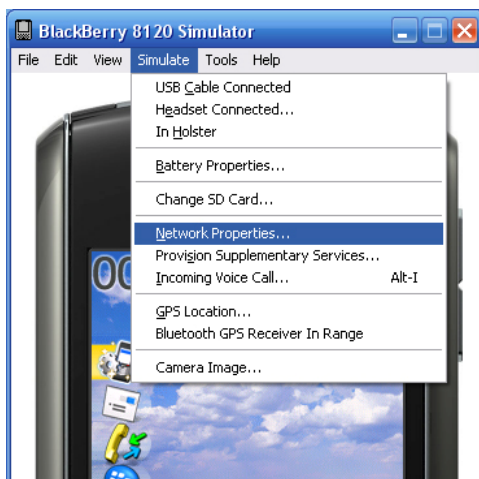 BlackBerry 8120 Simulator
File Edit View Simulate Tools Help
USB Cable Connected
Headset Connected...
In Holster
Battery Properties...
Change SD Card...
Network Properties...
Provision Supplementary Services...
Incoming Voice Call... Alt-I
GPS Location...
Bluetooth GPS Receiver In Range
Camera Image...
00